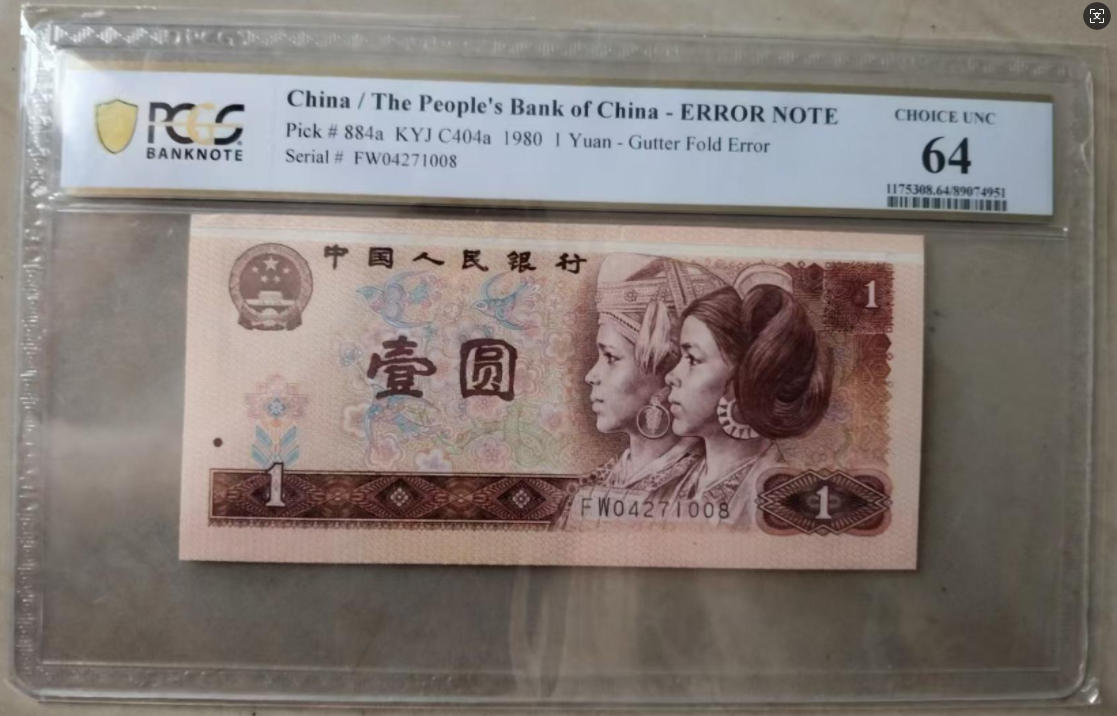 PCGS
BANKNOTE
China / The People's Bank of China - ERROR NOTE
Pick # 884a KYJ C404a 1980 1 Yuan - Gutter Fold Error
Serial # FW04271008
CHOICE UNC
64
1175308.64/89074951
中国人民银行
1
壹圆
1
FW04271008
1